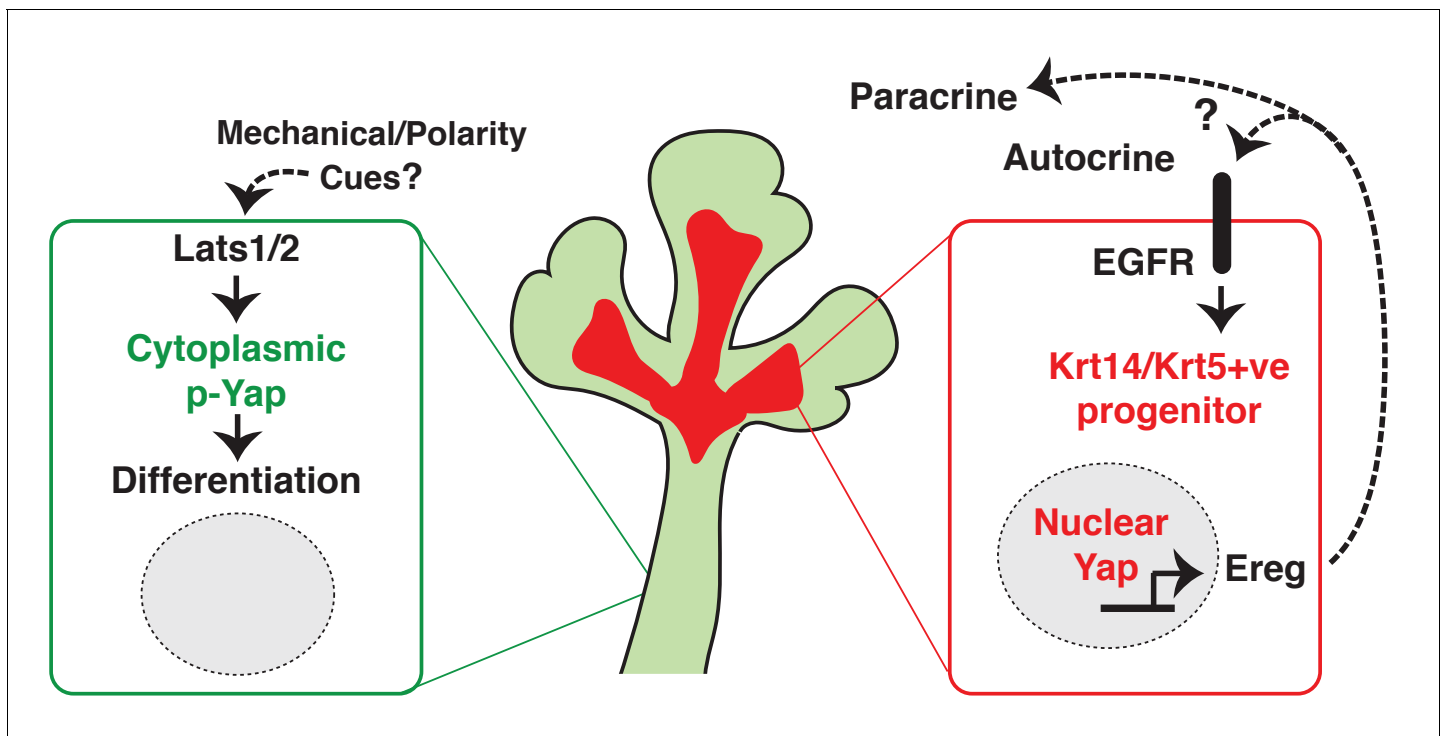 Mechanical/Polarity
Cues?
Lats1/2
Cytoplasmic
p-Yap
Differentiation
Paracrine
?
Autocrine
EGFR
Krt14/Krt5+ve
progenitor
Nuclear
Yap
Ereg